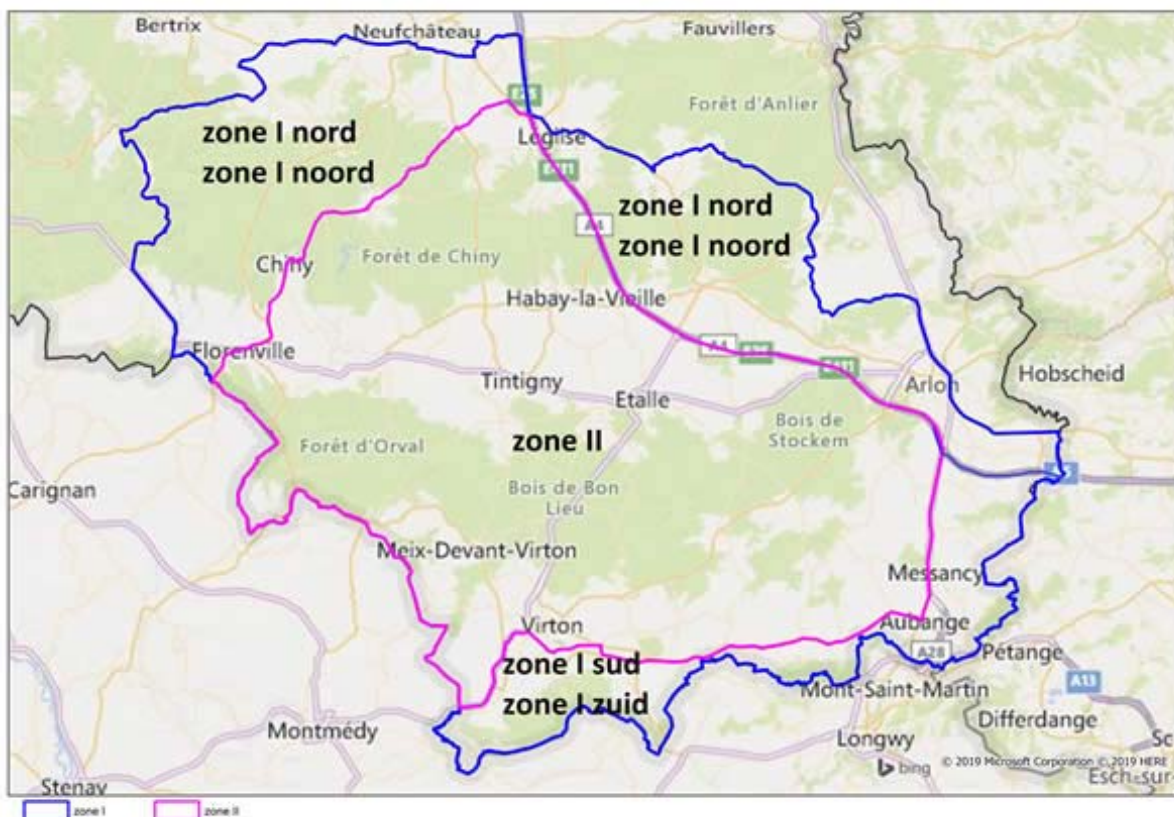 Bertrix
Neufchâteau
Fauvillers
Forêt d'Anlier
zone I nord
zone I noord
Léglise
zone I nord
zone I noord
A4
Chiny
Forêt de Chiny
Habay-la-Vieille
Florenville
A4
Tintigny
Etalle
Arlon
Hobscheid
Bois de
Stockem
Forêt d'Orval
zone II
Carignan
Bois de Bon
Lieu
Meix-Devant-Virton
Messancy
Virton
Aubange
zone I sud
zone I zuid
A28
Pétange
A13
Mont-Saint-Martin
Montmédy
Differdange
Longwy
bing
© 2019 Microsoft Corporation © 2019 HERE
Stenay
Esch-sur-
zone I
zone II